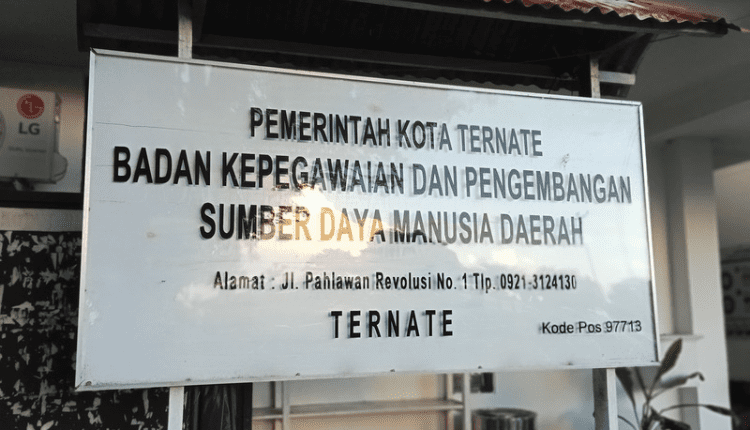 LG
PEMERINTAH KOTA TERNATE
BADAN KEPEGAWAIAN DAN PENGEMBANGAN
SUMBER DAYA MANUSIA DAERAH
Alamat : Jl. Pahlawan Revolusi No. 1 Tlp. 0921-3124130
TERNATE
Kode Pos 97713